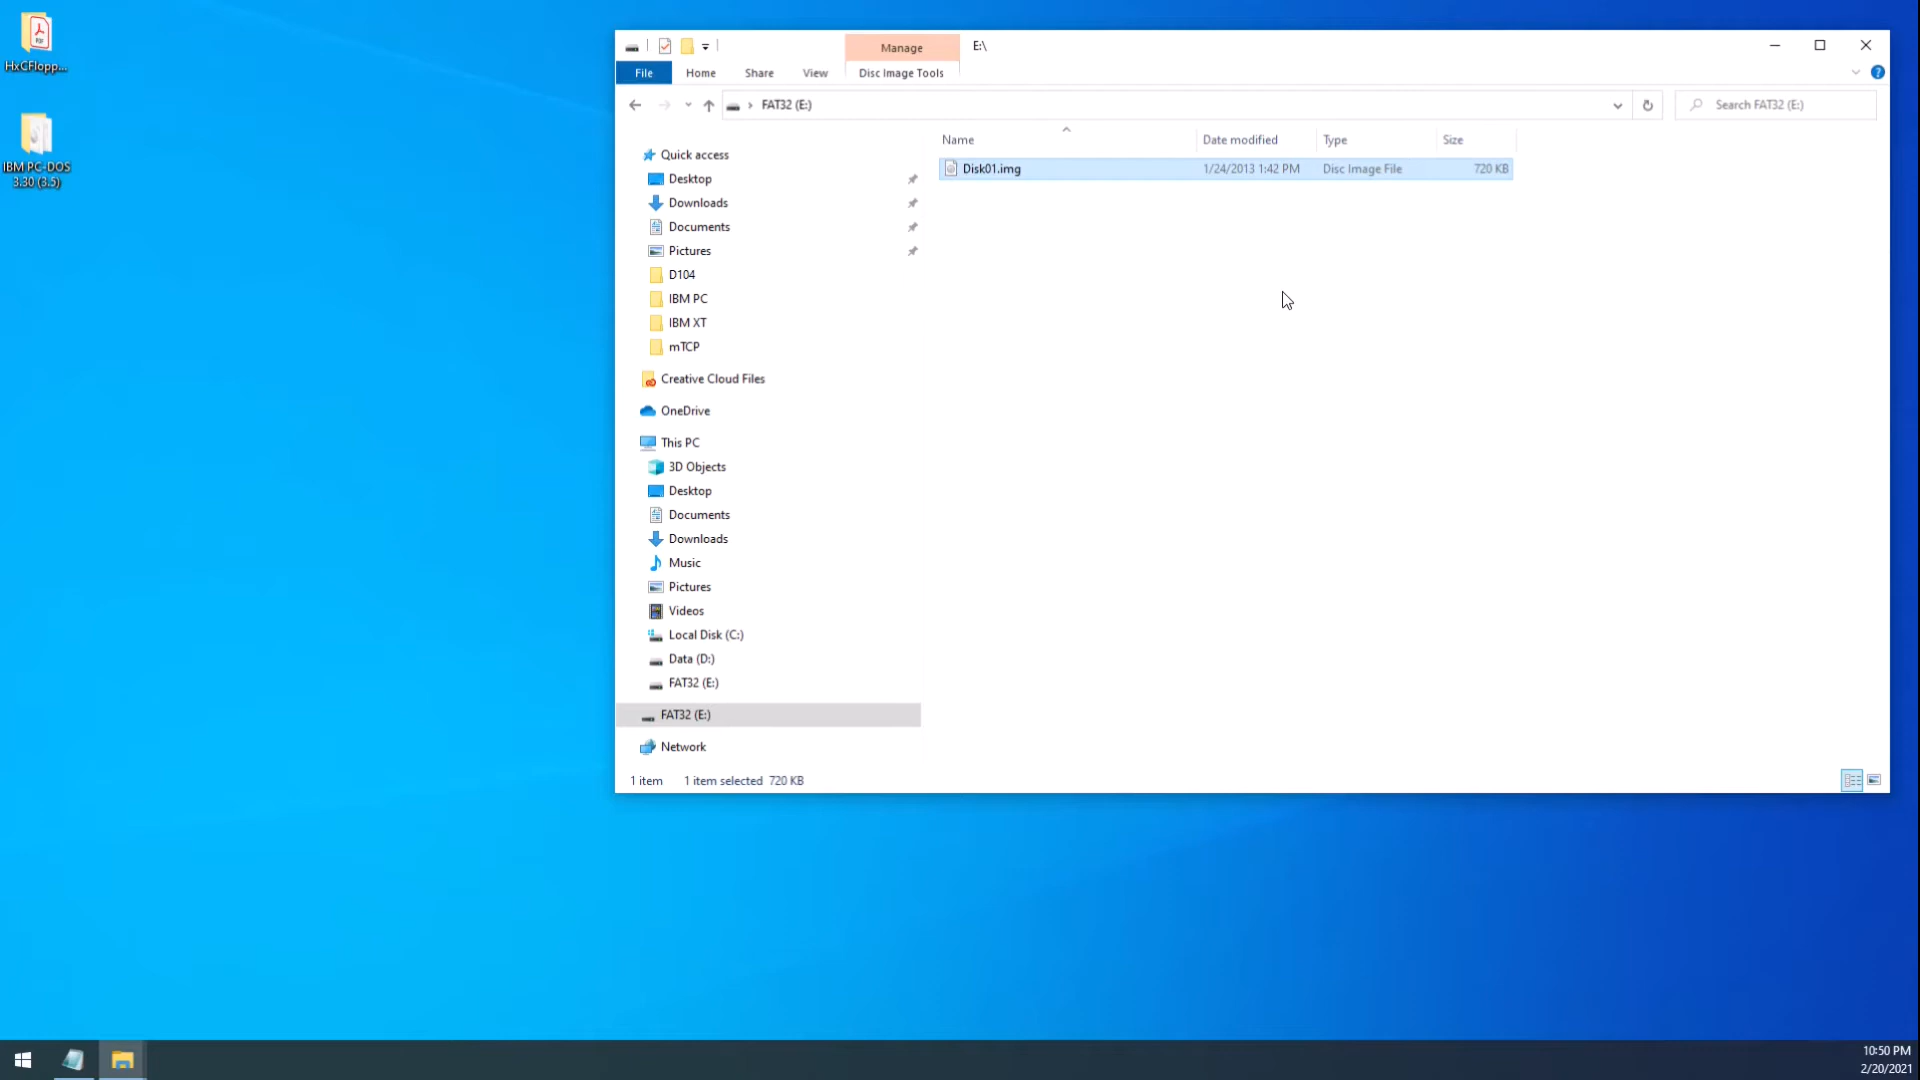 HxCFlopp...
IBM PC-DOS
3.30 (3.5)
Manage
E:\
File
Home
Share
View
Disc Image Tools
FAT32 (E:)
Search FAT32 (E:)
Name
Date modified
Type
Size
Disk01.img
1/24/2013 1:42 PM
Disc Image File
720 KB
Quick access
Desktop
Downloads
Documents
Pictures
D104
IBM PC
IBM XT
mTCP
Creative Cloud Files
OneDrive
This PC
3D Objects
Desktop
Documents
Downloads
Music
Pictures
Videos
Local Disk (C:)
Data (D:)
FAT32 (E:)
FAT32 (E:)
Network
1 item
1 item selected 720 KB
10:50 PM
2/20/2021